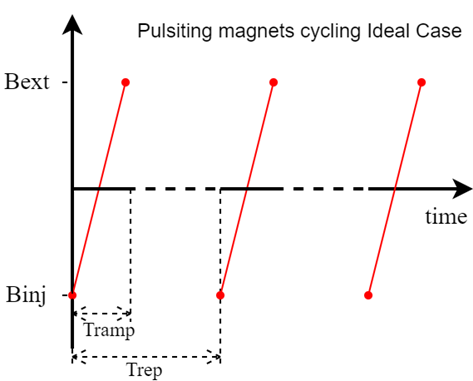 Pulsiting magnets cycling Ideal Case
Bext
time
Binj
Tramp
Trep